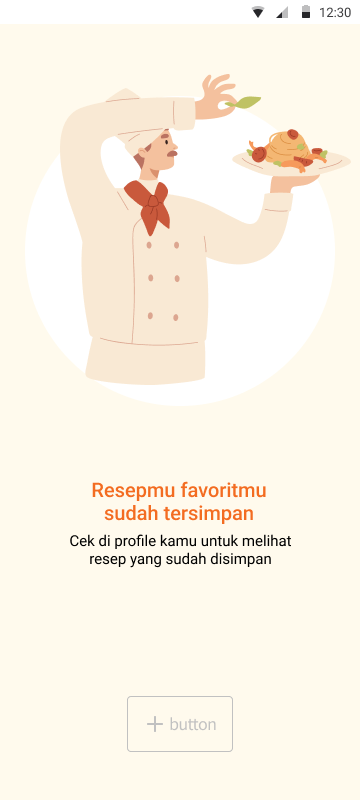 12:30
Resepmu favoritmu
sudah tersimpan
Cek di profile kamu untuk melihat
resep yang sudah disimpan
button